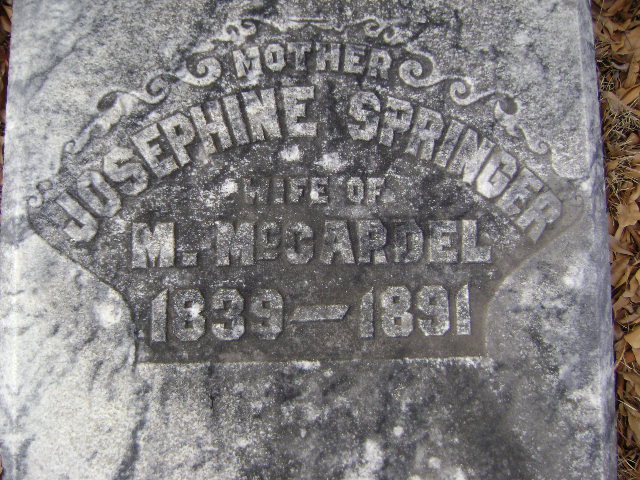 MOTHER
JOSEPHINE SPRINGER
WIFE OF
M. McCARDEL
1839—1891